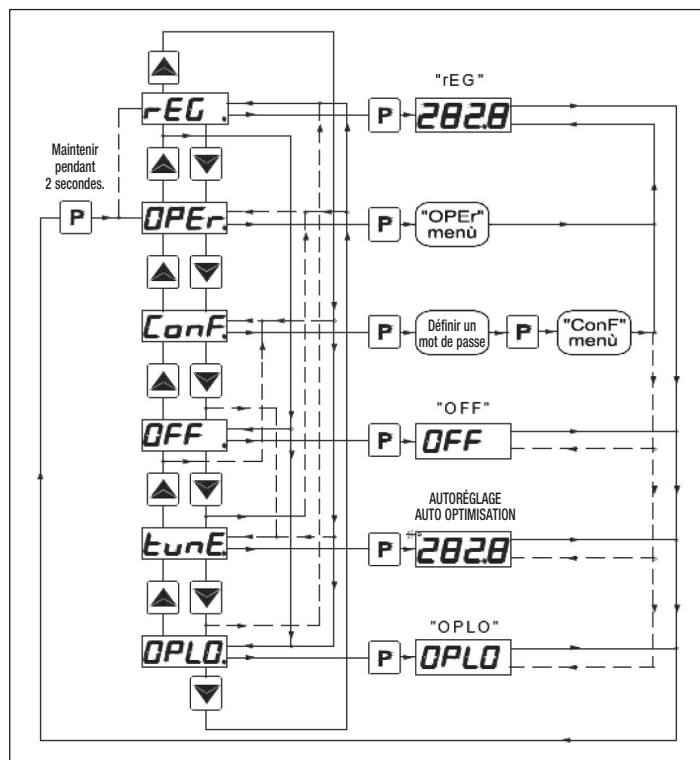 "rEG"
rEG .
P
282.8
Maintenir
pendant
2 secondes.
P
OPEr.
P
"OPEr"
menù
ConF.
P
Définir un
mot de passe
P
"ConF"
menù
"OFF"
OFF .
P
OFF
AUTORÉGLAGE
AUTO OPTIMISATION
tunE.
P
282.8
"OPLO"
OPLO.
P
OPLO